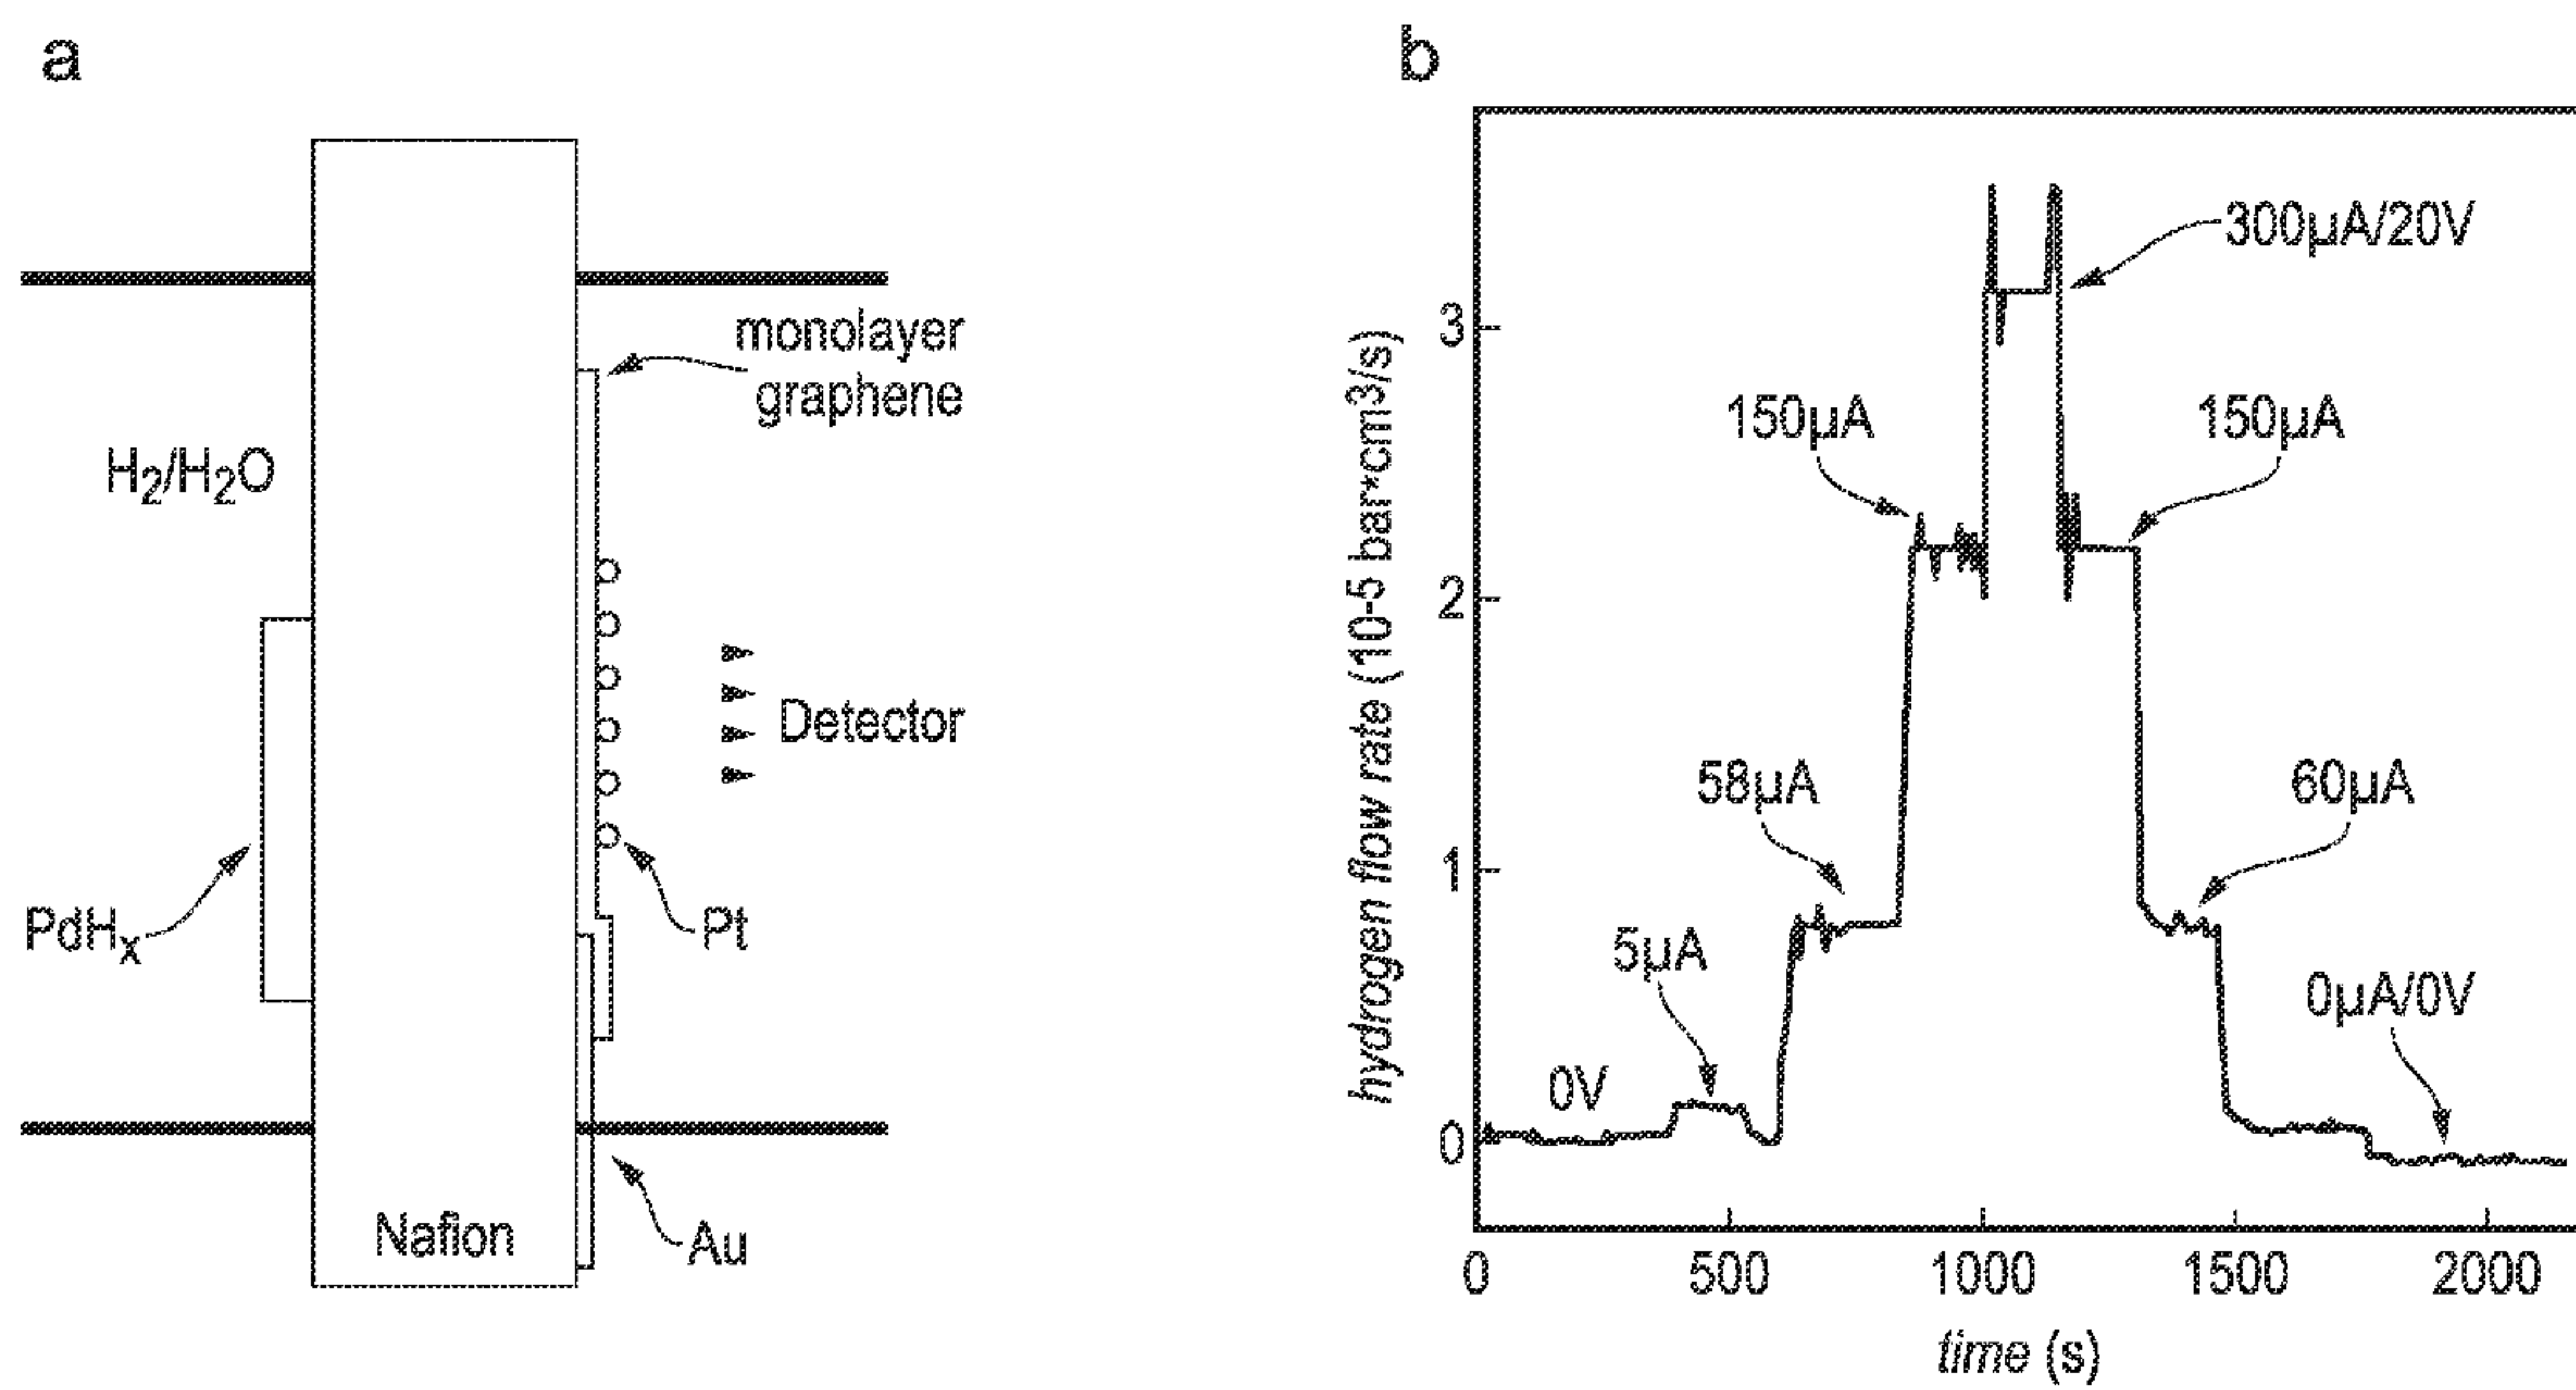 a
monolayer
graphene
H₂/H₂O
Detector
PdHₓ
Pt
Nafion
Au
b
hydrogen flow rate (10-5 bar*cm³/s)
3
2
1
0
300µA/20V
150µA
150µA
58µA
60µA
5µA
0µA/0V
0V
0
500
1000
1500
2000
time (s)